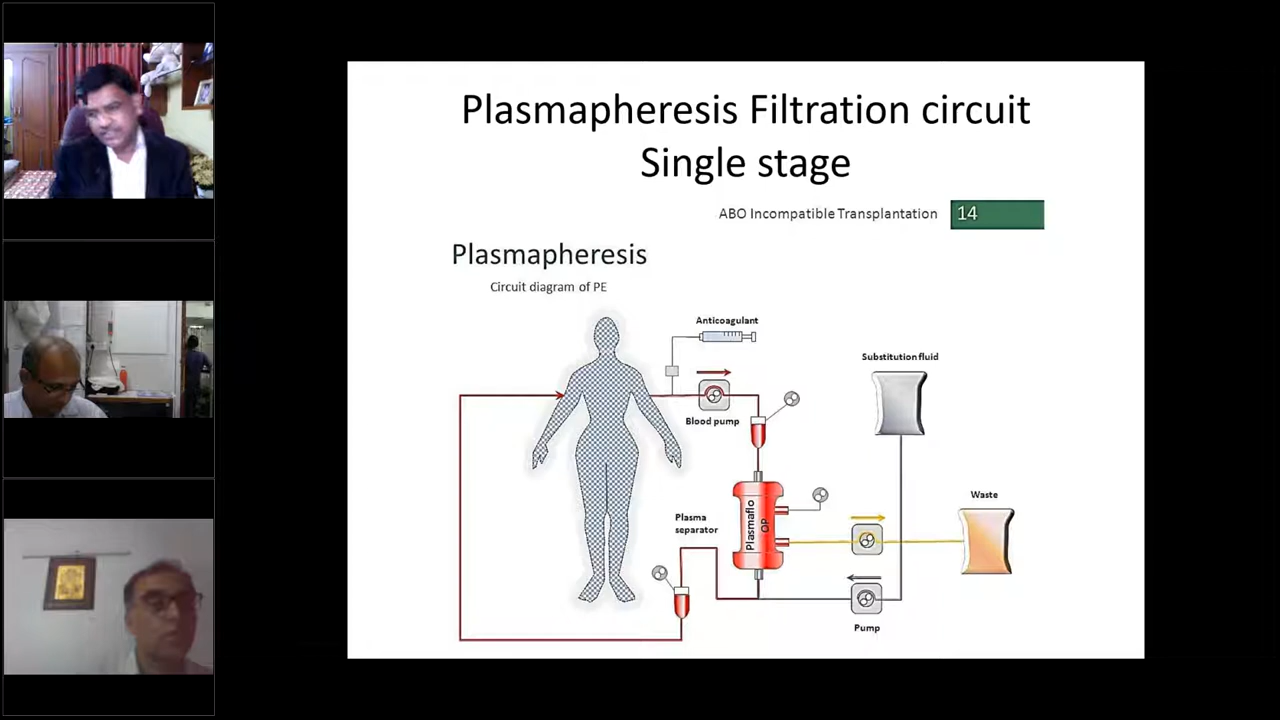 Plasmapheresis Filtration circuit
Single stage
ABO Incompatible Transplantation
14
Plasmapheresis
Circuit diagram of PE
Anticoagulant
Substitution fluid
Blood pump
Waste
Plasma
separator
Plasmaflo
OP
Pump